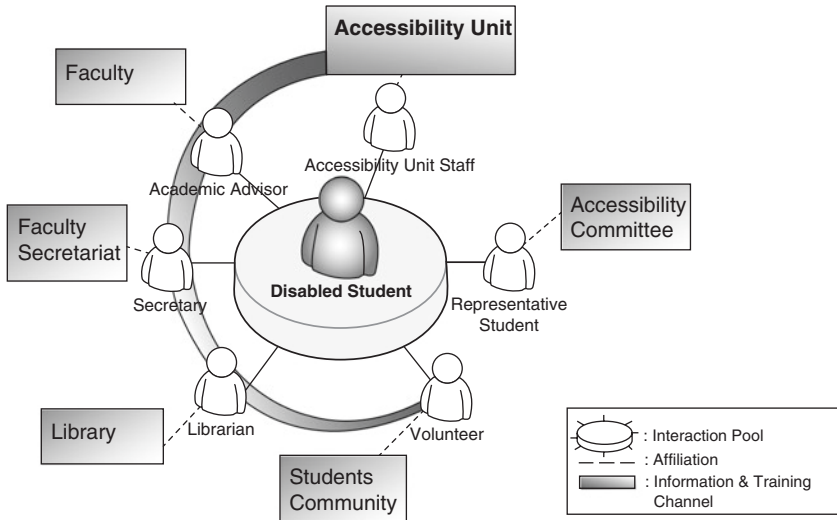 Accessibility Unit
Faculty
Accessibility Unit Staff
Academic Advisor
Faculty
Secretariat
Accessibility
Committee
Disabled Student
Secretary
Representative
Student
Library
Librarian
Volunteer
Students
Community
: Interaction Pool
: Affiliation
: Information & Training
Channel